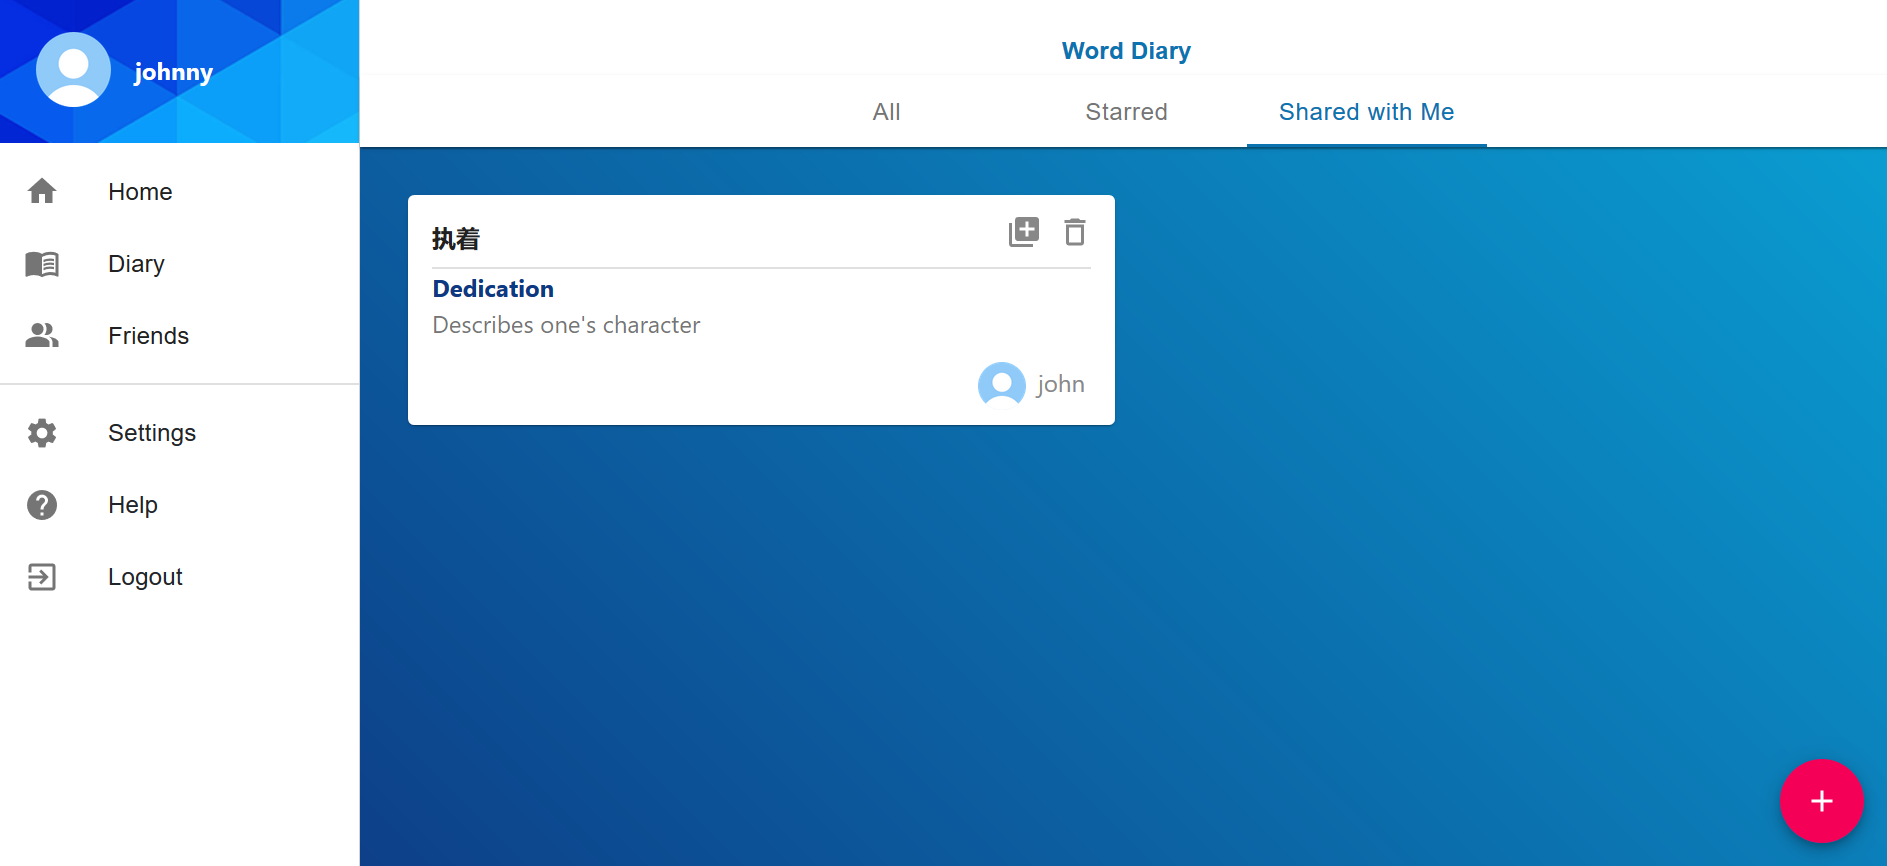 johnny
Home
Diary
Friends
Settings
Help
Logout
Word Diary
All
Starred
Shared with Me
执着
Dedication
Describes one's character
john